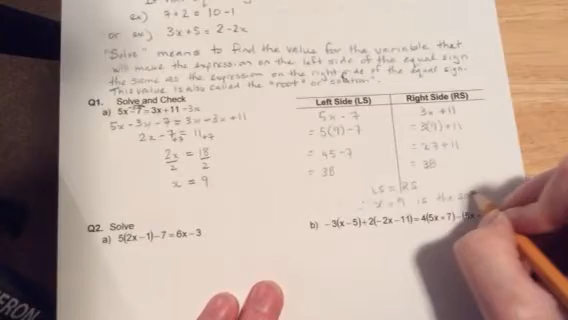 ex) 7+2 = 10-1
or ex) 3x+5 = 2-2x
"Solve" means to find the value for the variable that
will make the expression on the left side of the equal sign
the same as the expression on the right side of the equal sign.
This value is also called the "root" or "solution".
Q1. Solve and Check
a) 5x-7=3x+11 -3x
5x-3x-7=3x-3x+11
2x-7 = 11+7
+7
2x = 18
2 2
x = 9
Left Side (LS) Right Side (RS)
5x-7 3x+11
= 5(9)-7 = 3(9)+11
= 45-7 = 27+11
= 38 = 38
LS = RS
∴ x=9 is the
Q2. Solve
a) 5(2x-1)-7=6x-3
b) -3(x-5)+2(-2x-11)=4(5x+7)-(5x
ERON